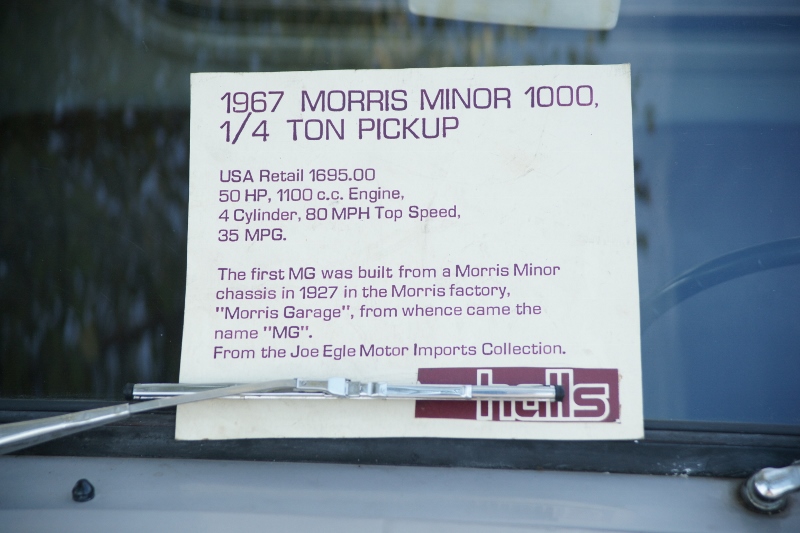 1967 MORRIS MINOR 1000,
1/4 TON PICKUP
USA Retail 1695.00
50 HP, 1100 c.c. Engine,
4 Cylinder, 80 MPH Top Speed,
35 MPG.
The first MG was built from a Morris Minor
chassis in 1927 in the Morris factory,
"Morris Garage", from whence came the
name "MG".
From the Joe Egle Motor Imports Collection.
halls